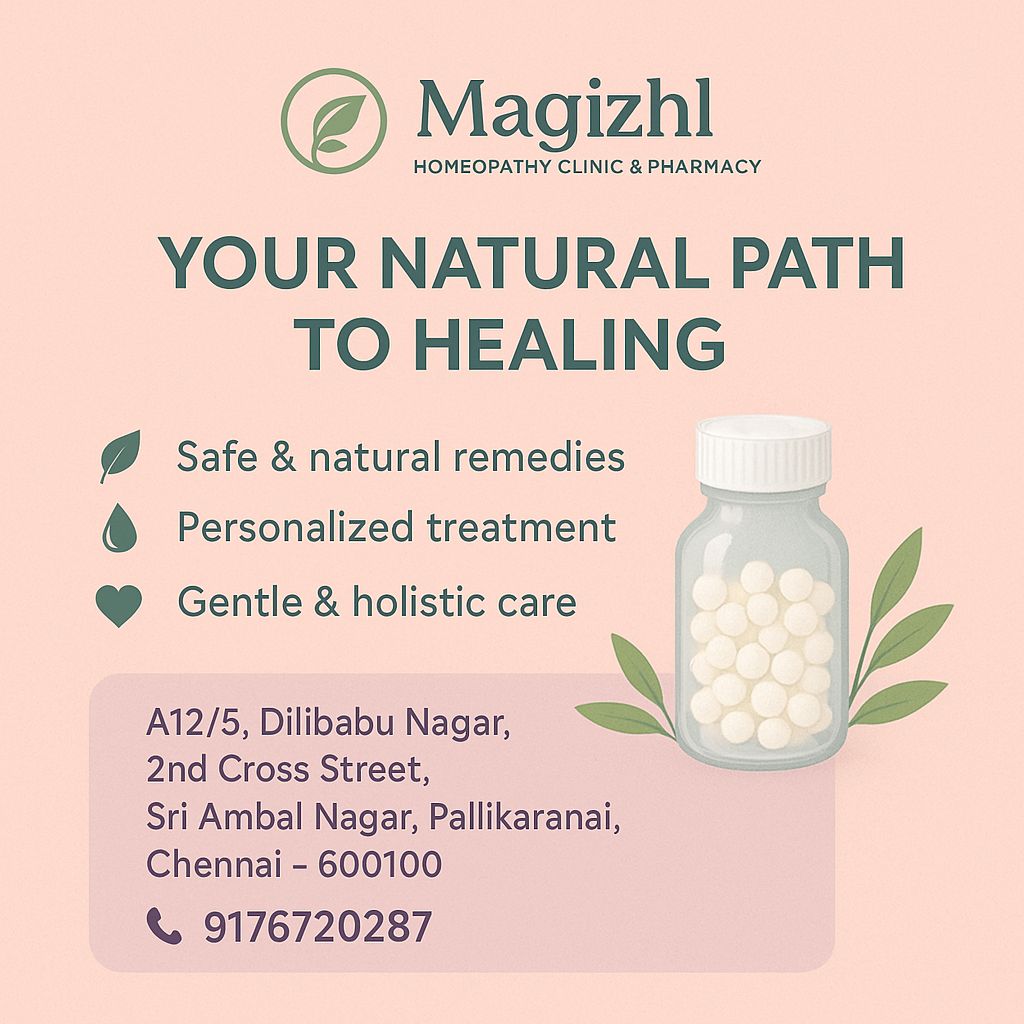 Magizhl
HOMEOPATHY CLINIC & PHARMACY
YOUR NATURAL PATH
TO HEALING
Safe & natural remedies
Personalized treatment
Gentle & holistic care
A12/5, Dilibabu Nagar,
2nd Cross Street,
Sri Ambal Nagar, Pallikaranai,
Chennai – 600100
9176720287